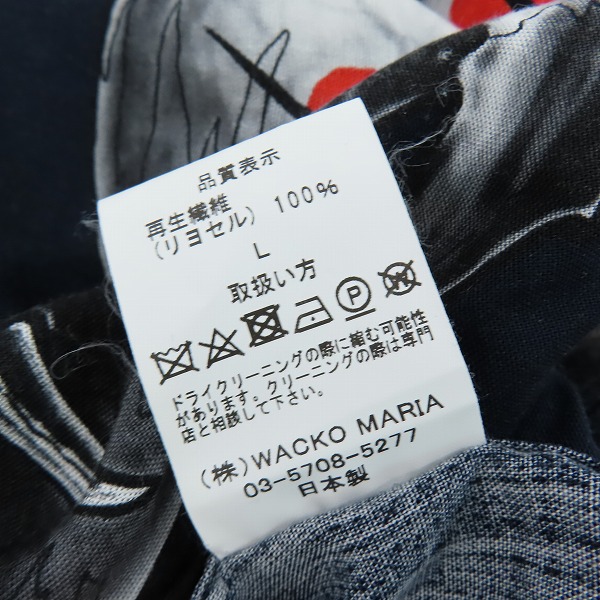 品質表示
再生繊維
(リヨセル) 100%
L
取扱い方
P W
ドライクリーニングの際に縮む可能性
があります。クリーニングの際は専門
店と相談して下さい。
(株)WACKO MARIA
03-5708-5277
日本製